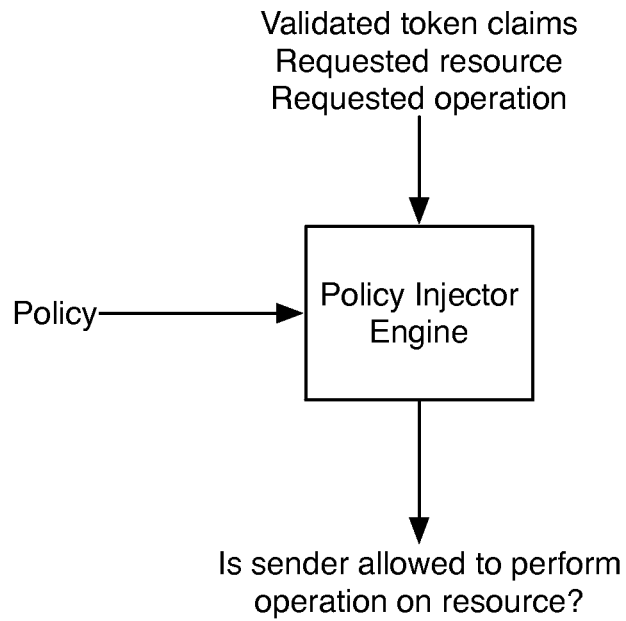 Validated token claims
Requested resource
Requested operation
Policy
Policy Injector
Engine
Is sender allowed to perform
operation on resource?